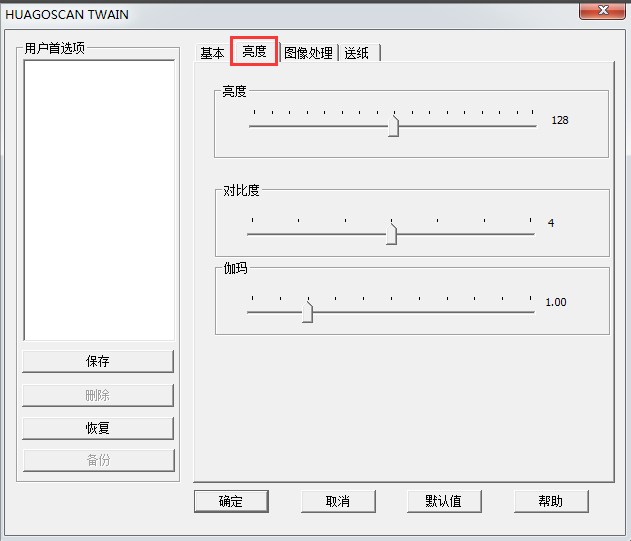 HUAGOSCAN TWAIN
用户首选项
保存
删除
恢复
备份
基本 亮度 图像处理 送纸
亮度
128
对比度
4
伽玛
1.00
确定 取消 默认值 帮助